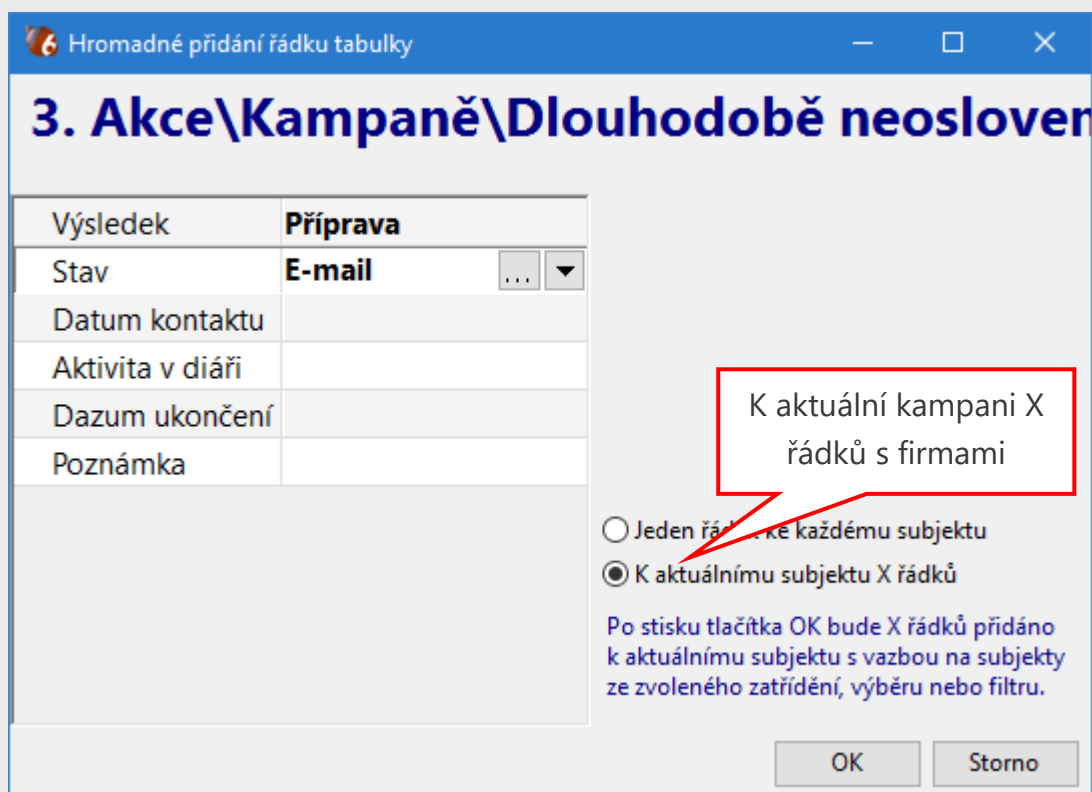 Hromadné přidání řádku tabulky
3. Akce\Kampaně\Dlouhodobě neosloven
Výsledek Příprava
Stav E-mail ...
Datum kontaktu
Aktivita v diáři
Dazum ukončení
Poznámka
K aktuální kampani X
řádků s firmami
Jeden řádek ke každému subjektu
K aktuálnímu subjektu X řádků
Po stisku tlačítka OK bude X řádků přidáno
k aktuálnímu subjektu s vazbou na subjekty
ze zvoleného zatřídění, výběru nebo filtru.
OK Storno